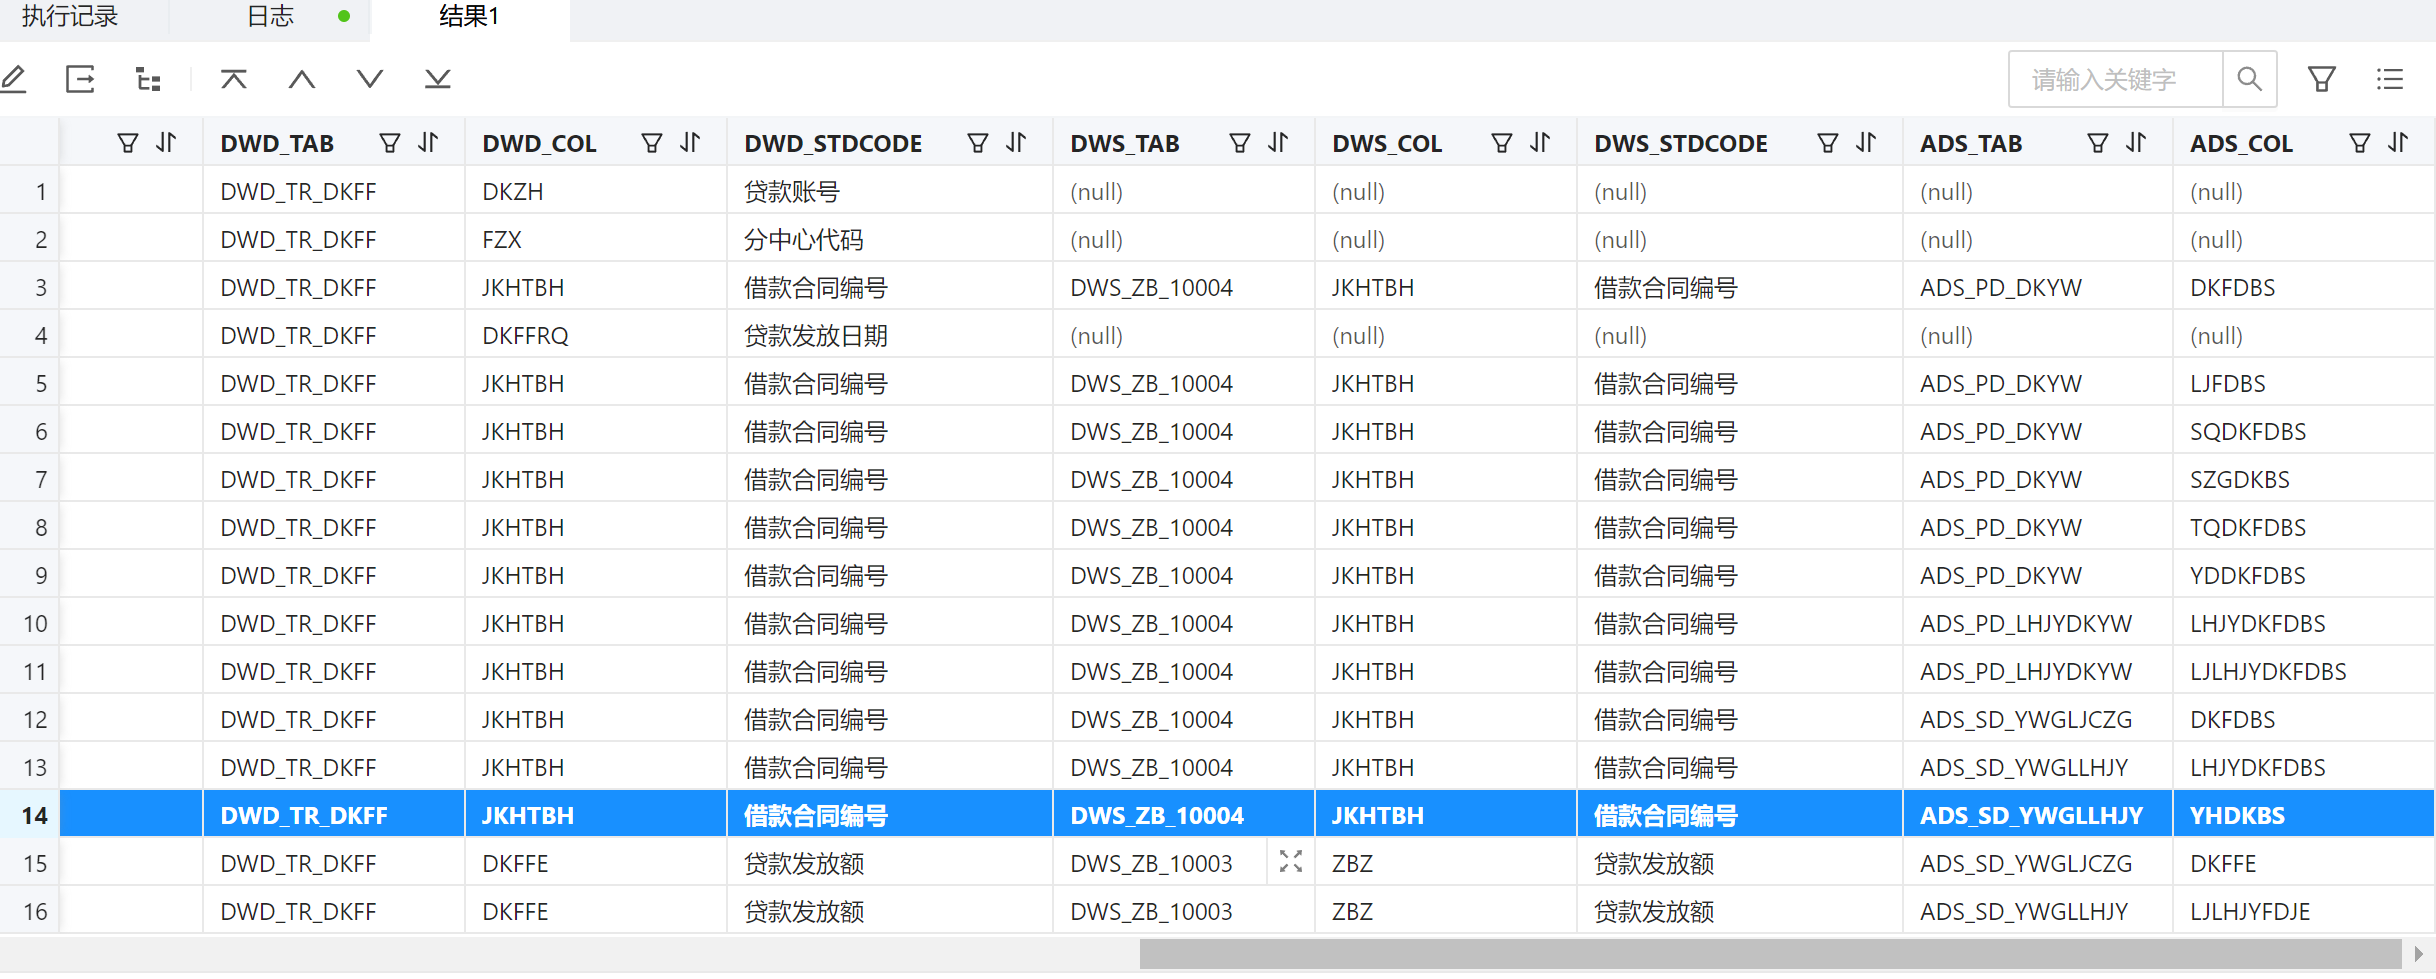 执行记录 日志 结果1
请输入关键字
DWD_TAB DWD_COL DWD_STDCODE DWS_TAB DWS_COL DWS_STDCODE ADS_TAB ADS_COL
1 DWD_TR_DKFF DKZH 贷款账号 (null) (null) (null) (null) (null)
2 DWD_TR_DKFF FZX 分中心代码 (null) (null) (null) (null) (null)
3 DWD_TR_DKFF JKHTBH 借款合同编号 DWS_ZB_10004 JKHTBH 借款合同编号 ADS_PD_DKYW DKFDBS
4 DWD_TR_DKFF DKFFRQ 贷款发放日期 (null) (null) (null) (null) (null)
5 DWD_TR_DKFF JKHTBH 借款合同编号 DWS_ZB_10004 JKHTBH 借款合同编号 ADS_PD_DKYW LJFDBS
6 DWD_TR_DKFF JKHTBH 借款合同编号 DWS_ZB_10004 JKHTBH 借款合同编号 ADS_PD_DKYW SQDKFDBS
7 DWD_TR_DKFF JKHTBH 借款合同编号 DWS_ZB_10004 JKHTBH 借款合同编号 ADS_PD_DKYW SZGDKBS
8 DWD_TR_DKFF JKHTBH 借款合同编号 DWS_ZB_10004 JKHTBH 借款合同编号 ADS_PD_DKYW TQDKFDBS
9 DWD_TR_DKFF JKHTBH 借款合同编号 DWS_ZB_10004 JKHTBH 借款合同编号 ADS_PD_DKYW YDDKFDBS
10 DWD_TR_DKFF JKHTBH 借款合同编号 DWS_ZB_10004 JKHTBH 借款合同编号 ADS_PD_LHJYDKYW LHJYDKFDBS
11 DWD_TR_DKFF JKHTBH 借款合同编号 DWS_ZB_10004 JKHTBH 借款合同编号 ADS_PD_LHJYDKYW LJLHJYDKFDBS
12 DWD_TR_DKFF JKHTBH 借款合同编号 DWS_ZB_10004 JKHTBH 借款合同编号 ADS_SD_YWGLJCZG DKFDBS
13 DWD_TR_DKFF JKHTBH 借款合同编号 DWS_ZB_10004 JKHTBH 借款合同编号 ADS_SD_YWGLLHJY LHJYDKFDBS
14 DWD_TR_DKFF JKHTBH 借款合同编号 DWS_ZB_10004 JKHTBH 借款合同编号 ADS_SD_YWGLLHJY YHDKBS
15 DWD_TR_DKFF DKFFE 贷款发放额 DWS_ZB_10003 ZBZ 贷款发放额 ADS_SD_YWGLJCZG DKFFE
16 DWD_TR_DKFF DKFFE 贷款发放额 DWS_ZB_10003 ZBZ 贷款发放额 ADS_SD_YWGLLHJY LJLHJYFDJE